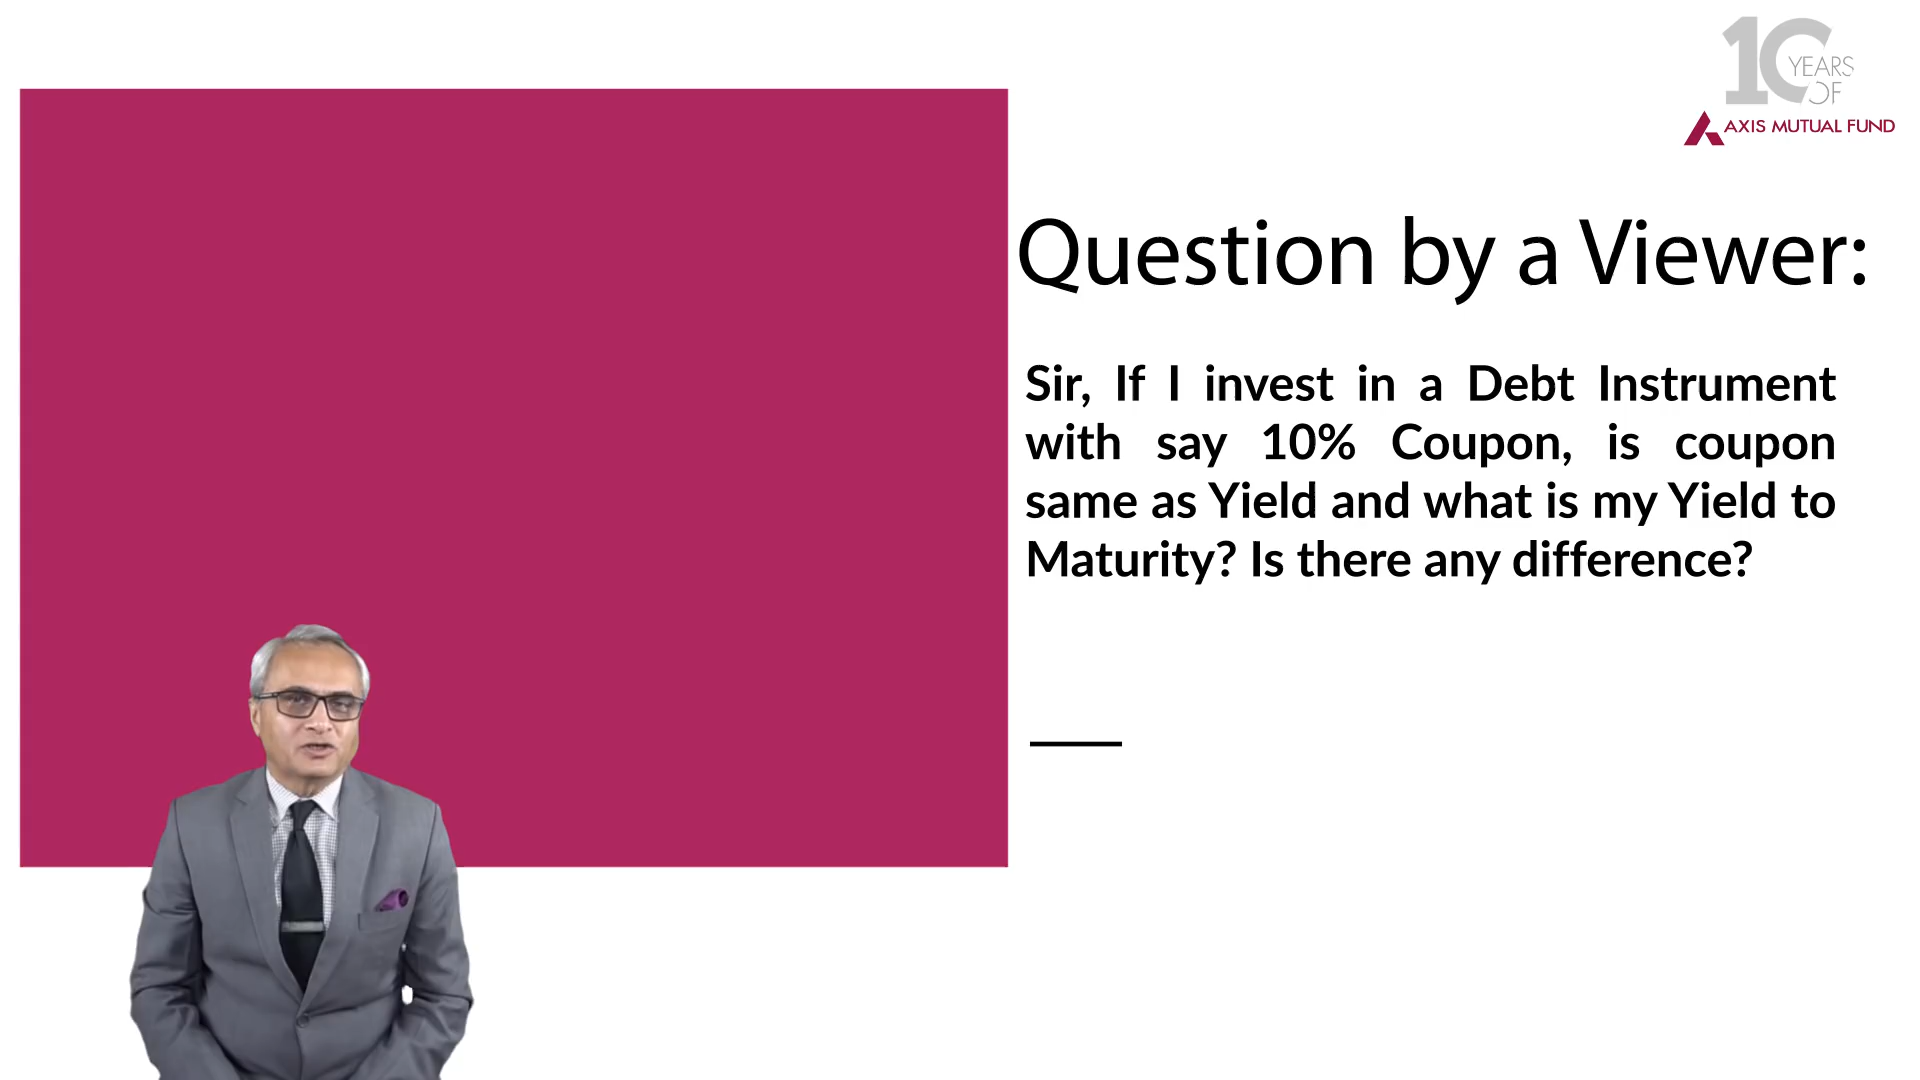 10 YEARS
OF
AXIS MUTUAL FUND
Question by a Viewer:
Sir, If I invest in a Debt Instrument
with say 10% Coupon, is coupon
same as Yield and what is my Yield to
Maturity? Is there any difference?